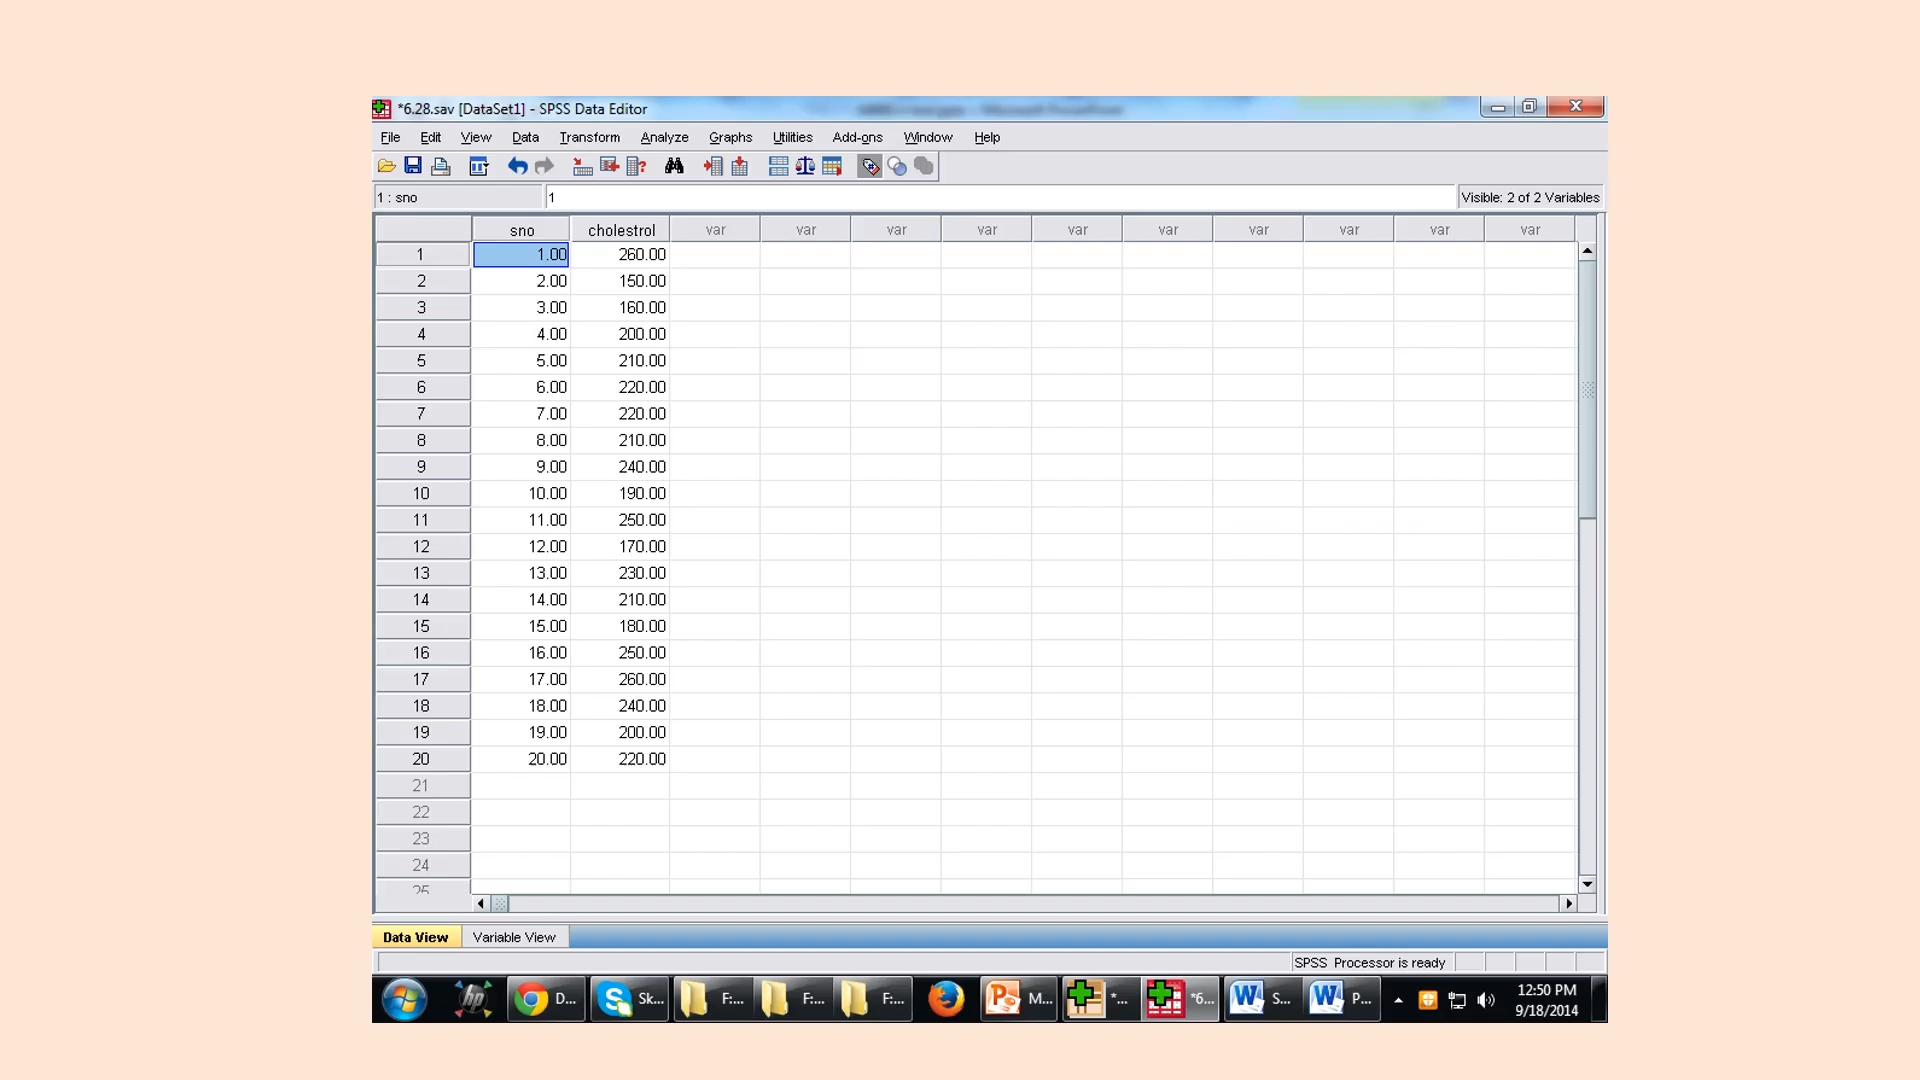 *6.28.sav [DataSet1] - SPSS Data Editor
File Edit View Data Transform Analyze Graphs Utilities Add-ons Window Help
1 : sno 1 Visible: 2 of 2 Variables
sno cholestrol var var var var var var var var var var
1 1.00 260.00
2 2.00 150.00
3 3.00 160.00
4 4.00 200.00
5 5.00 210.00
6 6.00 220.00
7 7.00 220.00
8 8.00 210.00
9 9.00 240.00
10 10.00 190.00
11 11.00 250.00
12 12.00 170.00
13 13.00 230.00
14 14.00 210.00
15 15.00 180.00
16 16.00 250.00
17 17.00 260.00
18 18.00 240.00
19 19.00 200.00
20 20.00 220.00
21
22
23
24
25
Data View Variable View
SPSS Processor is ready
hp D... Sk... F:... F:... F:... M... *... *6... S... P... 12:50 PM
9/18/2014